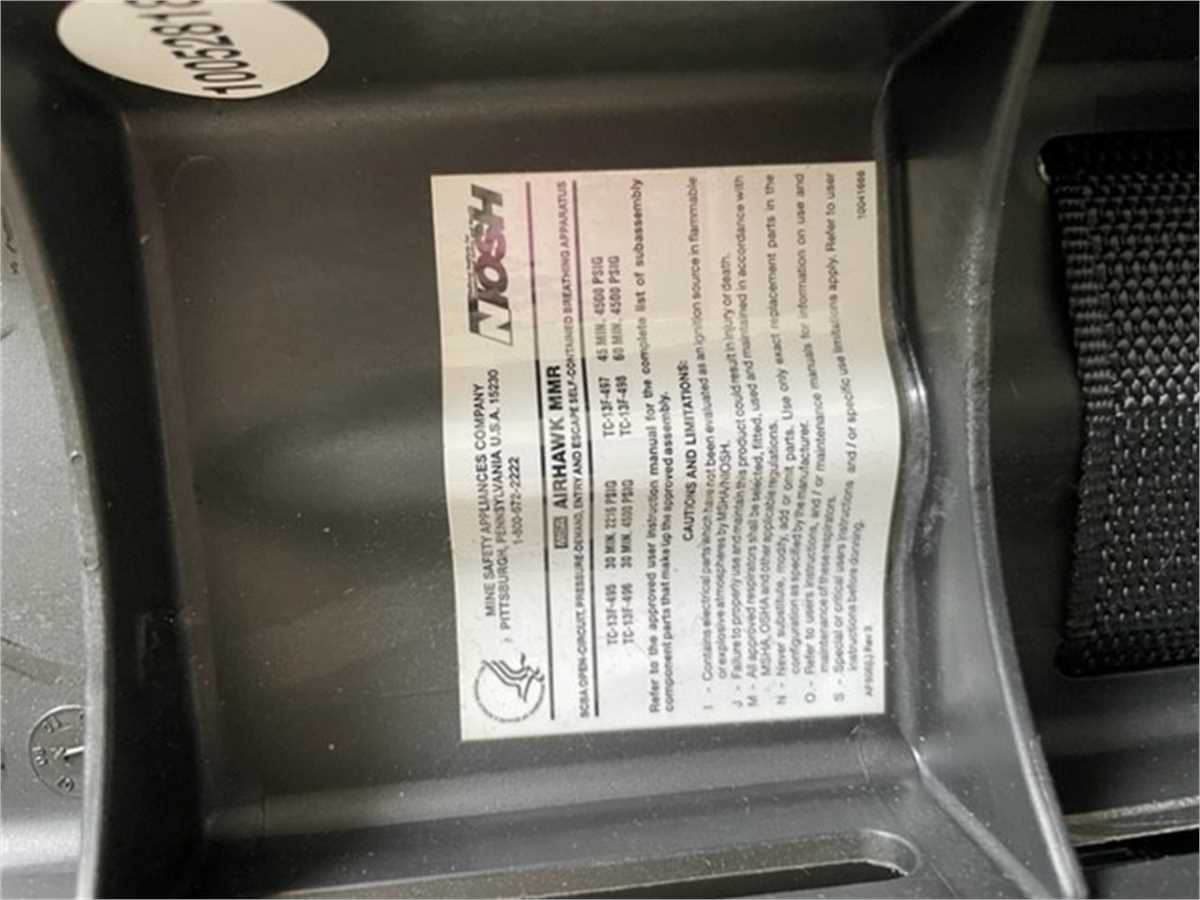 MINE SAFETY APPLIANCES COMPANY
PITTSBURGH, PENNSYLVANIA U.S.A. 15230
1-800-672-2222
NIOSH
MSA AIRHAWK MMR
SCBA OPEN-CIRCUIT, PRESSURE-DEMAND, ENTRY AND ESCAPE SELF-CONTAINED BREATHING APPARATUS
TC-13F-495 30 MIN, 2216 PSIG TC-13F-497 45 MIN. 4500 PSIG
TC-13F-496 30 MIN, 4500 PSIG TC-13F-498 60 MIN. 4500 PSIG
Refer to the approved user instruction manual for the complete list of subassembly
component parts that make up the approved assembly.
CAUTIONS AND LIMITATIONS:
I - Contains electrical parts which have not been evaluated as an ignition source in flammable
or explosive atmospheres by MSHA/NIOSH.
J - Failure to properly use and maintain this product could result in injury or death.
M - All approved respirators shall be selected, fitted, used and maintained in accordance with
MSHA, OSHA and other applicable regulations.
N - Never substitute, modify, add or omit parts. Use only exact replacement parts in the
configuration as specified by the manufacturer.
O - Refer to users instructions, and / or maintenance manuals for information on use and
maintenance of these respirators.
S - Special or critical users instructions and / or specific use limitations apply. Refer to user
instructions before donning.
Rev 3 10041666